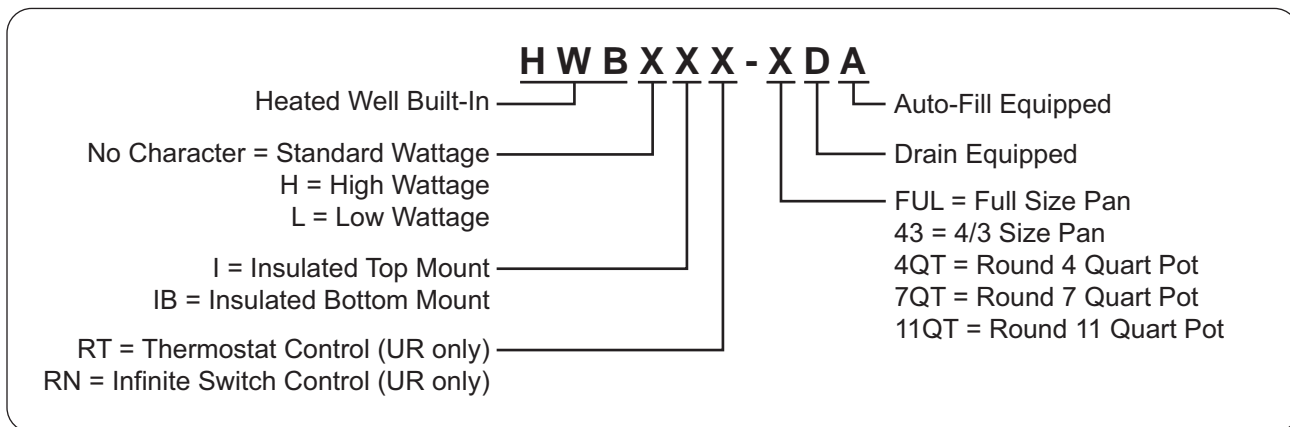 H W B X X X - X D A
Heated Well Built-In
No Character = Standard Wattage
H = High Wattage
L = Low Wattage
I = Insulated Top Mount
IB = Insulated Bottom Mount
RT = Thermostat Control (UR only)
RN = Infinite Switch Control (UR only)
Auto-Fill Equipped
Drain Equipped
FUL = Full Size Pan
43 = 4/3 Size Pan
4QT = Round 4 Quart Pot
7QT = Round 7 Quart Pot
11QT = Round 11 Quart Pot